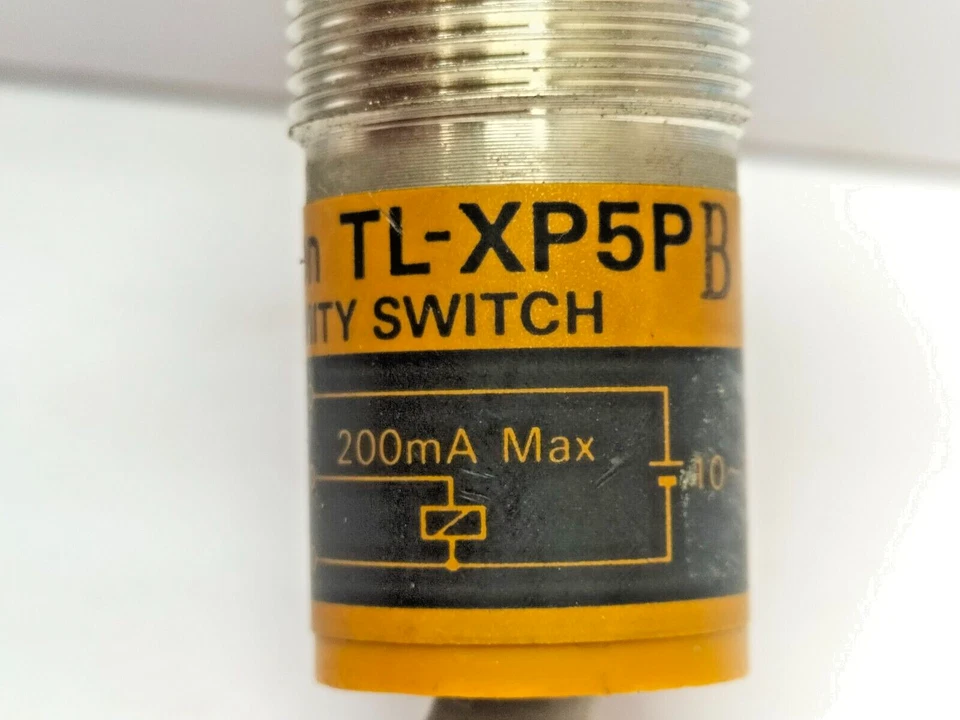 TL-XP5P B
SWITCH
200mA Max
10~